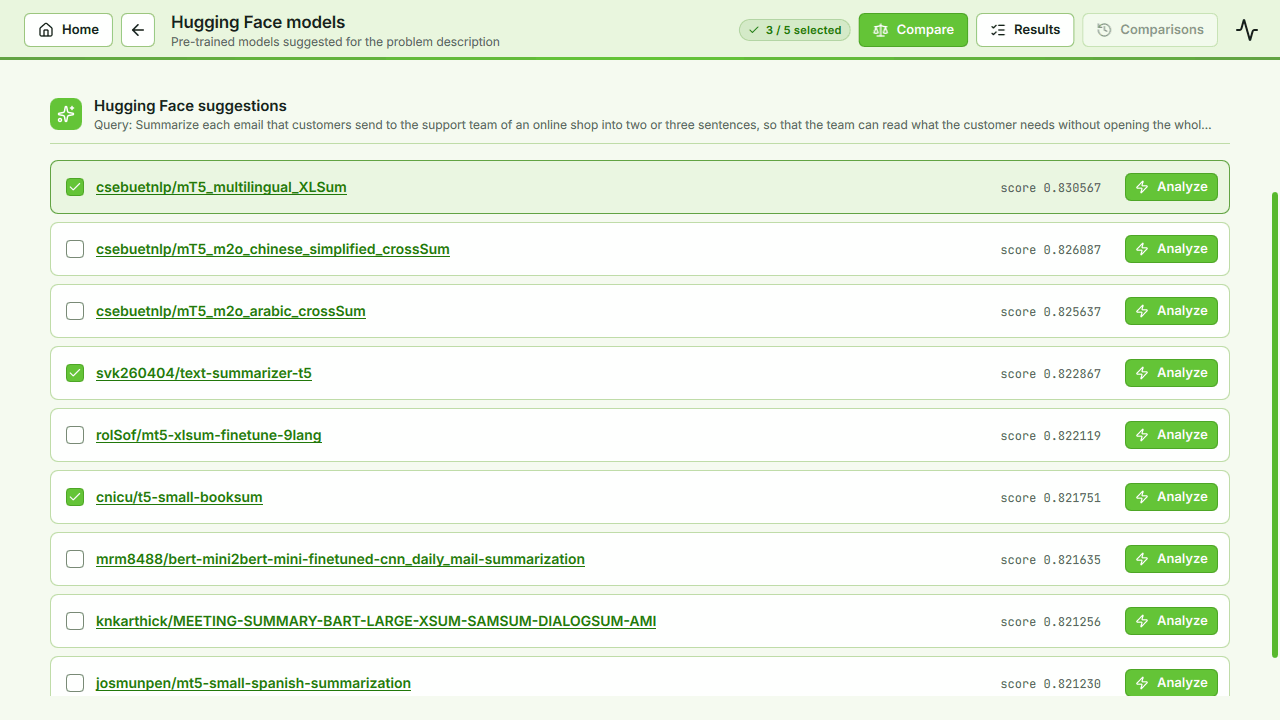 Home
Hugging Face models
Pre-trained models suggested for the problem description
3 / 5 selected
Compare
Results
Comparisons
Hugging Face suggestions
Query: Summarize each email that customers send to the support team of an online shop into two or three sentences, so that the team can read what the customer needs without opening the whol...
csebuetnlp/mT5_multilingual_XLSum score 0.830567 Analyze
csebuetnlp/mT5_m2o_chinese_simplified_crossSum score 0.826087 Analyze
csebuetnlp/mT5_m2o_arabic_crossSum score 0.825637 Analyze
svk260404/text-summarizer-t5 score 0.822867 Analyze
rolSof/mt5-xlsum-finetune-9lang score 0.822119 Analyze
cnicu/t5-small-booksum score 0.821751 Analyze
mrm8488/bert-mini2bert-mini-finetuned-cnn_daily_mail-summarization score 0.821635 Analyze
knkarthick/MEETING-SUMMARY-BART-LARGE-XSUM-SAMSUM-DIALOGSUM-AMI score 0.821256 Analyze
josmunpen/mt5-small-spanish-summarization score 0.821230 Analyze